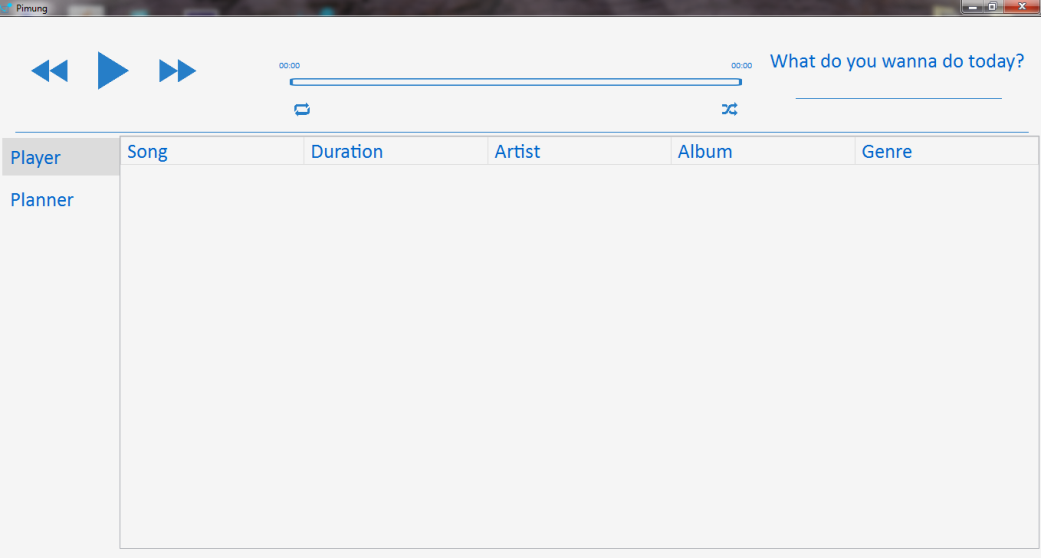 Pimung
00:00
00:00
What do you wanna do today?
Player
Planner
Song
Duration
Artist
Album
Genre